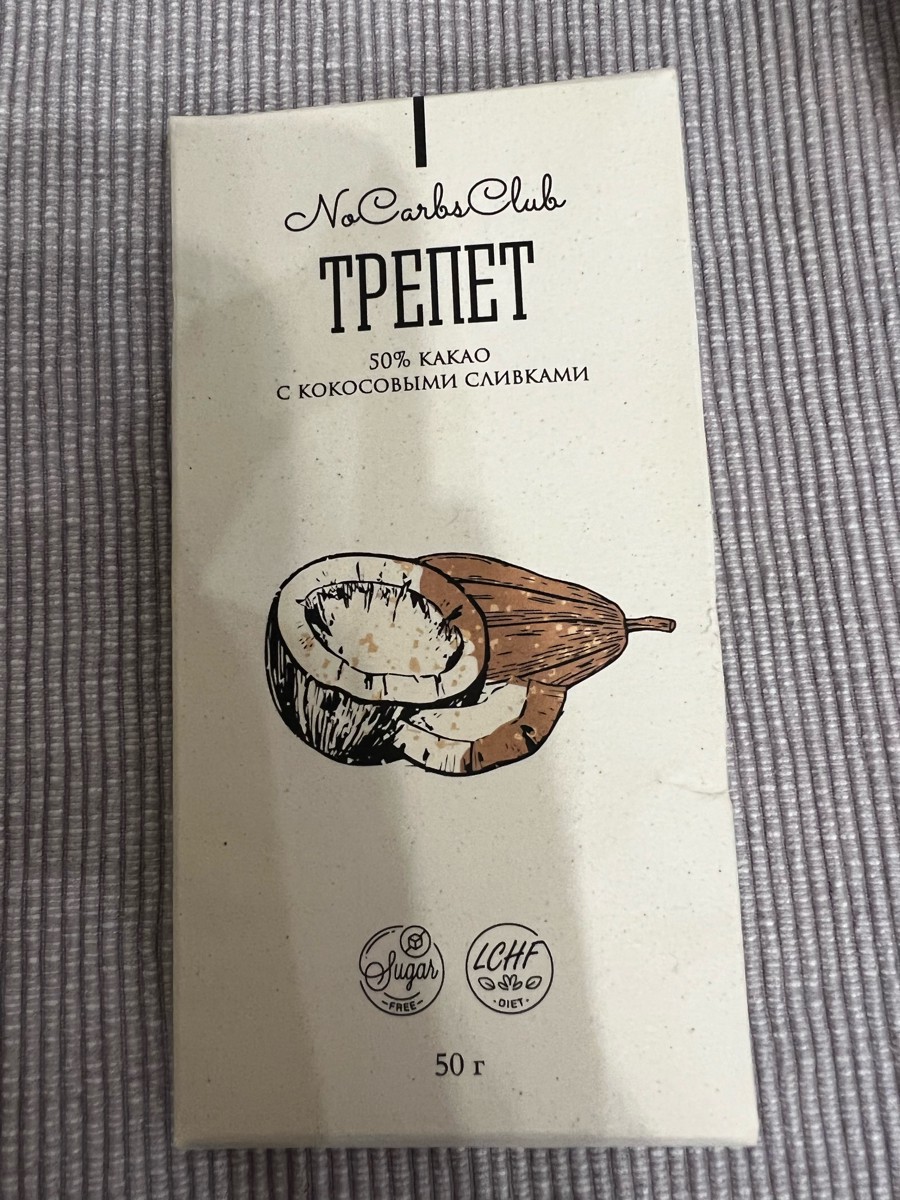 NoCarbsClub
ТРЕПЕТ
50% КАКАО
С КОКОСОВЫМИ СЛИВКАМИ
Sugar
-FREE-
LCHF
·DIET·
50 г